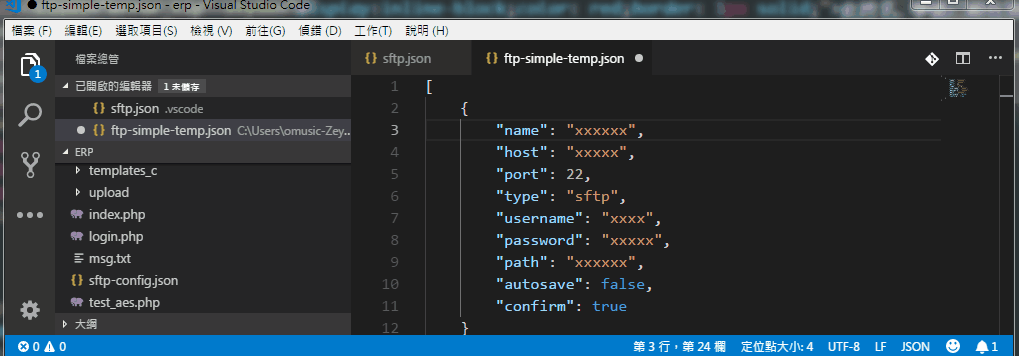 ● ftp-simple-temp.json - erp - Visual Studio Code
檔案 (F) 編輯(E) 選取項目(S) 檢視 (V) 前往(G) 偵錯 (D) 工作(T) 說明 (H)
檔案總管
已開啟的編輯器 1 未儲存
{} sftp.json .vscode
● {} ftp-simple-temp.json C:\Users\omusic-Zey...
ERP
templates_c
upload
index.php
login.php
msg.txt
{} sftp-config.json
test_aes.php
大綱
1
{} sftp.json
{} ftp-simple-temp.json ●
1 [
2 {
3 "name": "xxxxxx",
4 "host": "xxxxx",
5 "port": 22,
6 "type": "sftp",
7 "username": "xxxx",
8 "password": "xxxxx",
9 "path": "xxxxxx",
10 "autosave": false,
11 "confirm": true
12 }
0 0 第 3 行，第 24 欄 定位點大小: 4 UTF-8 LF JSON 1